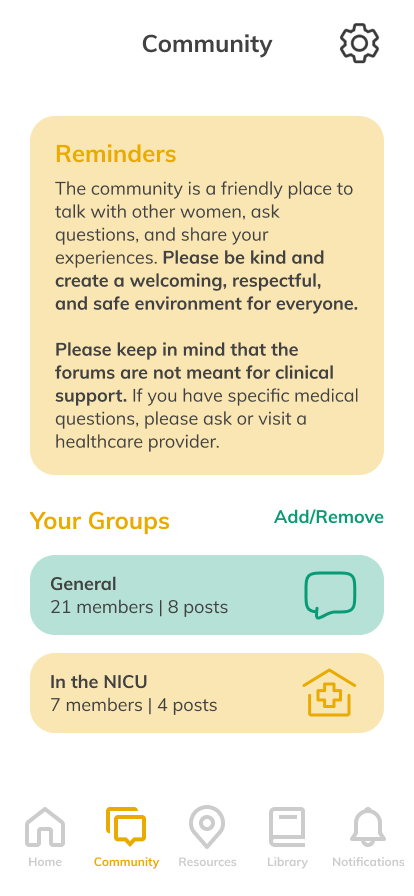 Community
Reminders
The community is a friendly place to
talk with other women, ask
questions, and share your
experiences. Please be kind and
create a welcoming, respectful,
and safe environment for everyone.
Please keep in mind that the
forums are not meant for clinical
support. If you have specific medical
questions, please ask or visit a
healthcare provider.
Your Groups
Add/Remove
General
21 members | 8 posts
In the NICU
7 members | 4 posts
Home
Community
Resources
Library
Notifications